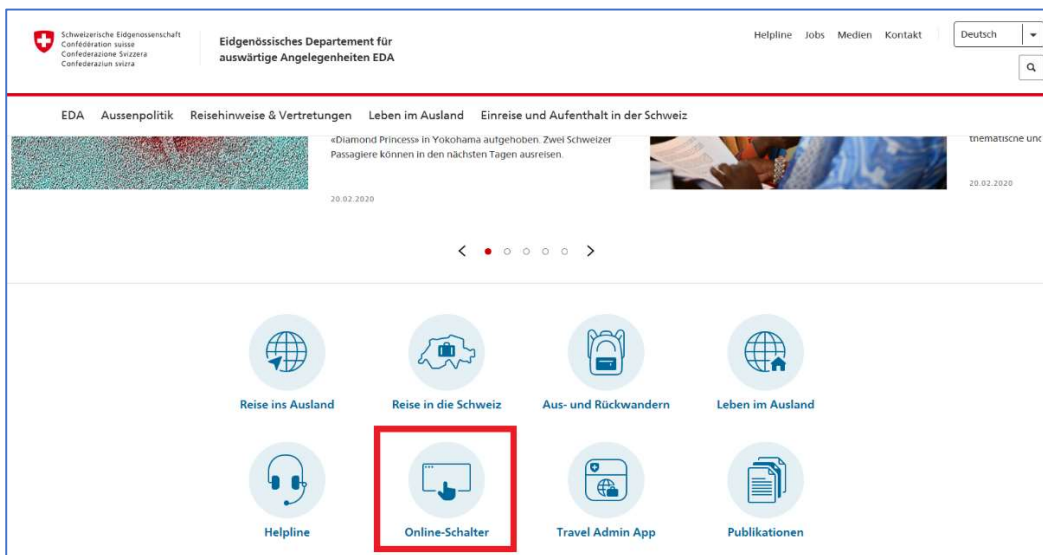 Schweizerische Eidgenossenschaft
Confédération suisse
Confederazione Svizzera
Confederaziun svizra
Eidgenössisches Departement für
auswärtige Angelegenheiten EDA
Helpline Jobs Medien Kontakt
Deutsch
EDA Aussenpolitik Reisehinweise & Vertretungen Leben im Ausland Einreise und Aufenthalt in der Schweiz
«Diamond Princess» in Yokohama aufgehoben. Zwei Schweizer
Passagiere können in den nächsten Tagen ausreisen.
20.02.2020
thematische und
20.02.2020
Reise ins Ausland
Reise in die Schweiz
Aus- und Rückwandern
Leben im Ausland
Helpline
Online-Schalter
Travel Admin App
Publikationen